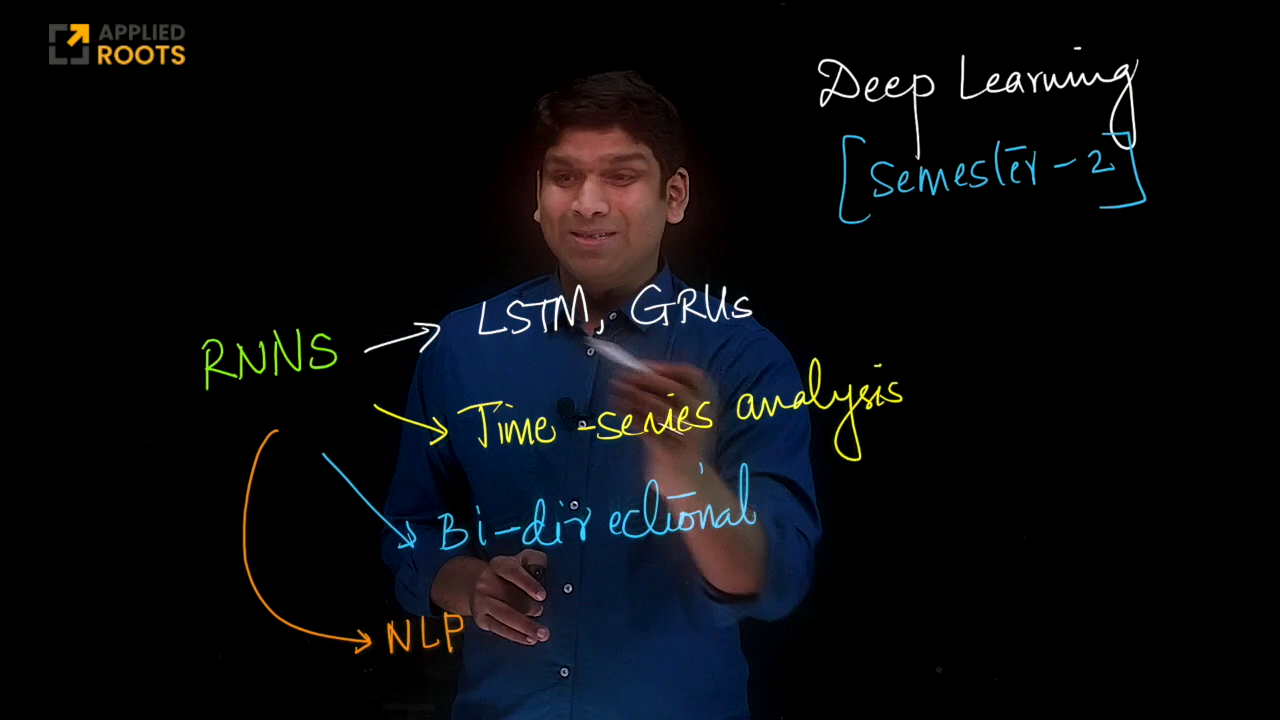 APPLIED
ROOTS
Deep Learning
[Semester-2]
RNNS
LSTM, GRUs
Time-series analysis
Bi-directional
NLP